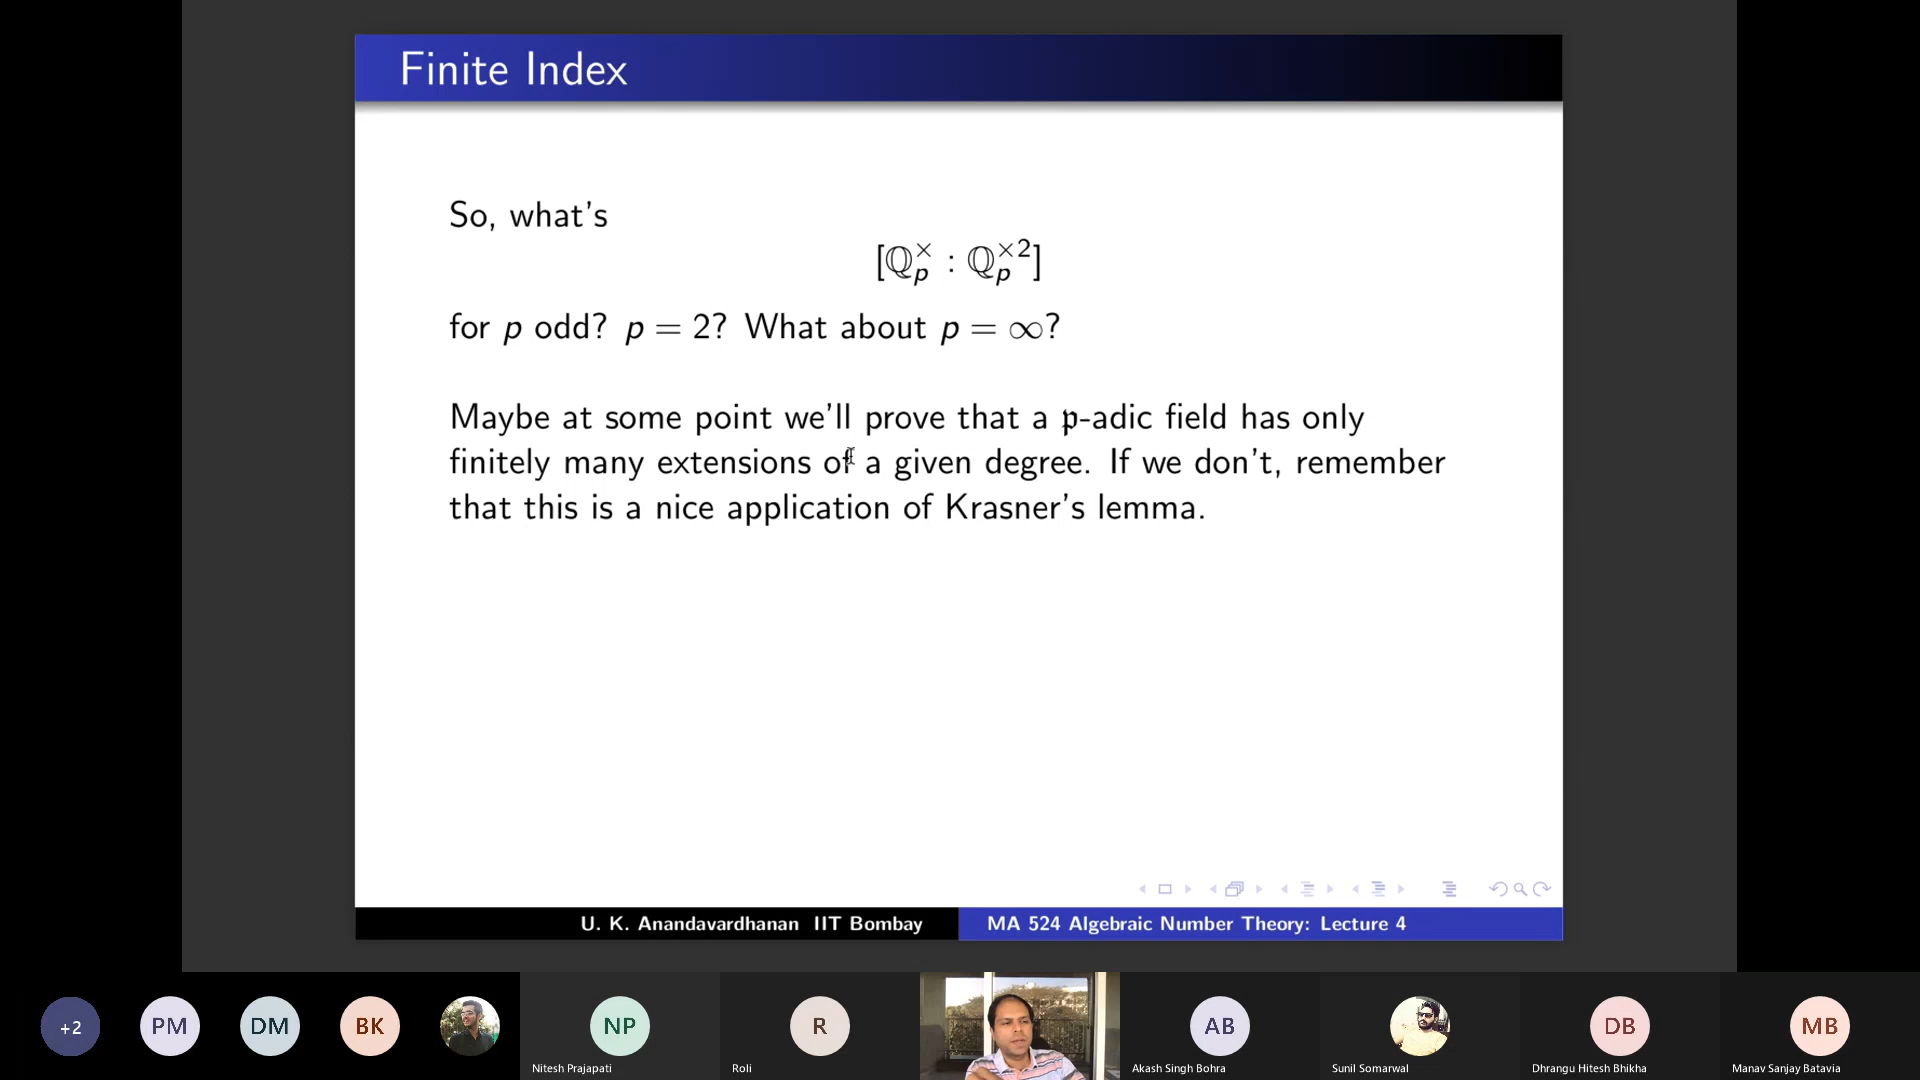 Finite Index
So, what's
[ℚₚ^× : ℚₚ^×2]
for p odd? p = 2? What about p = ∞?
Maybe at some point we'll prove that a 𝔭-adic field has only
finitely many extensions of a given degree. If we don't, remember
that this is a nice application of Krasner's lemma.
U. K. Anandavardhanan IIT Bombay MA 524 Algebraic Number Theory: Lecture 4
+2 PM DM BK NP R AB DB MB
Nitesh Prajapati Roli Akash Singh Bohra Sunil Somarwal Dhrangu Hitesh Bhikha Manav Sanjay Batavia